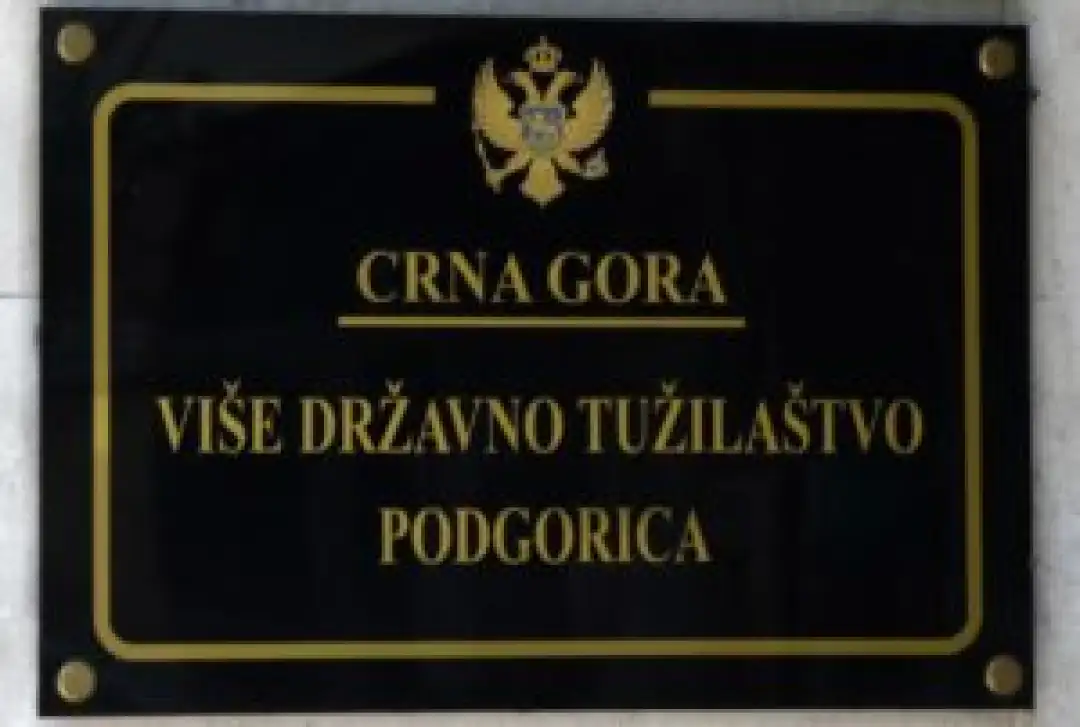 CRNA GORA
VIŠE DRŽAVNO TUŽILAŠTVO
PODGORICA